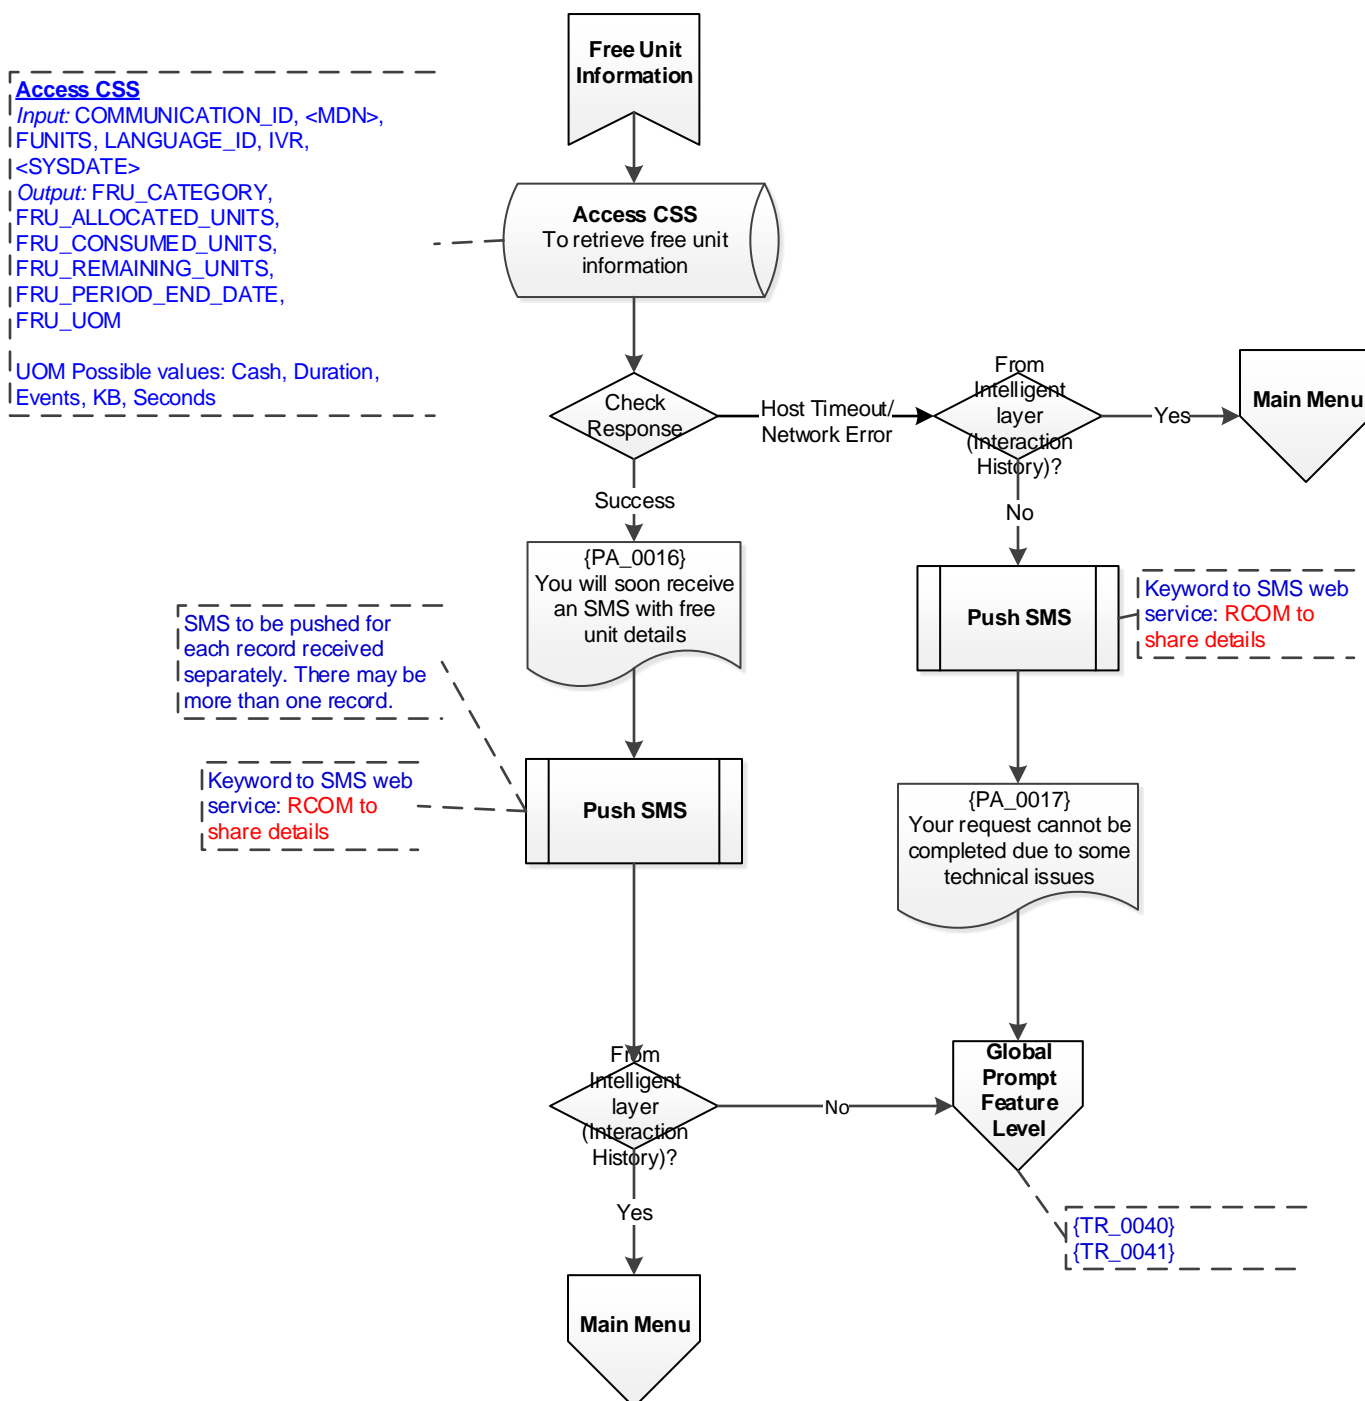 Free Unit
Information
Access CSS
Input: COMMUNICATION_ID, <MDN>,
FUNITS, LANGUAGE_ID, IVR,
<SYSDATE>
Output: FRU_CATEGORY,
FRU_ALLOCATED_UNITS,
FRU_CONSUMED_UNITS,
FRU_REMAINING_UNITS,
FRU_PERIOD_END_DATE,
FRU_UOM
UOM Possible values: Cash, Duration,
Events, KB, Seconds
Access CSS
To retrieve free unit
information
Check
Response
Host Timeout/
Network Error
From
Intelligent
layer
(Interaction
History)?
Yes
Main Menu
Success
No
{PA_0016}
You will soon receive
an SMS with free
unit details
Push SMS
Keyword to SMS web
service: RCOM to
share details
SMS to be pushed for
each record received
separately. There may be
more than one record.
Keyword to SMS web
service: RCOM to
share details
Push SMS
{PA_0017}
Your request cannot be
completed due to some
technical issues
From
Intelligent
layer
(Interaction
History)?
No
Global
Prompt
Feature
Level
Yes
{TR_0040}
{TR_0041}
Main Menu